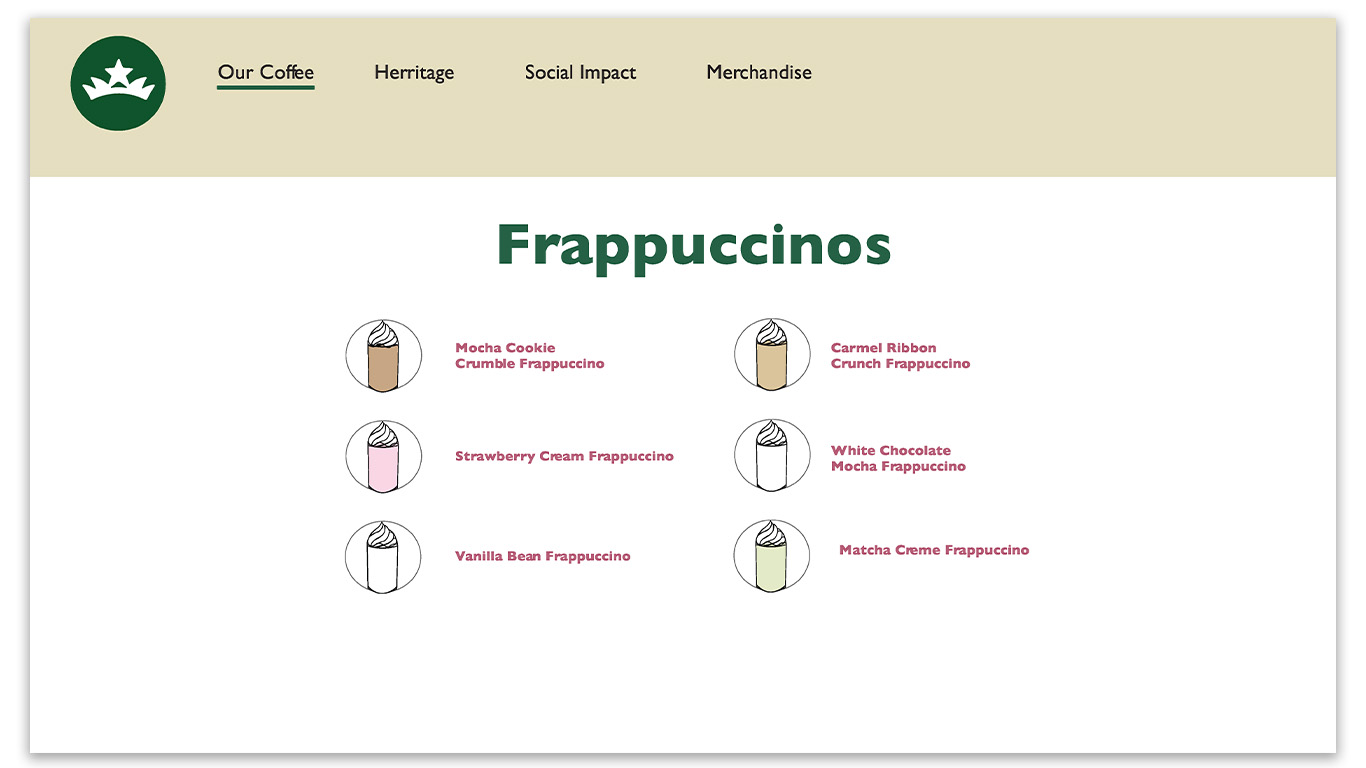 Our Coffee
Herritage
Social Impact
Merchandise
Frappuccinos
Mocha Cookie
Crumble Frappuccino
Carmel Ribbon
Crunch Frappuccino
Strawberry Cream Frappuccino
White Chocolate
Mocha Frappuccino
Vanilla Bean Frappuccino
Matcha Creme Frappuccino